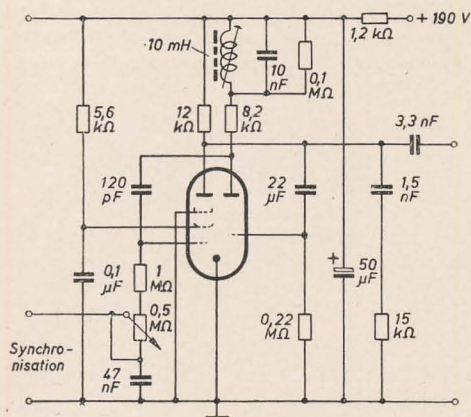 + 190 V
1,2 kΩ
10 mH
10
nF
0,1
MΩ
5,6
kΩ
12
kΩ
8,2
kΩ
3,3 nF
120
pF
22
µF
1,5
nF
0,1
µF
1
MΩ
+
50
µF
0,5
MΩ
0,22
MΩ
15
kΩ
Synchro-
nisation
47
nF